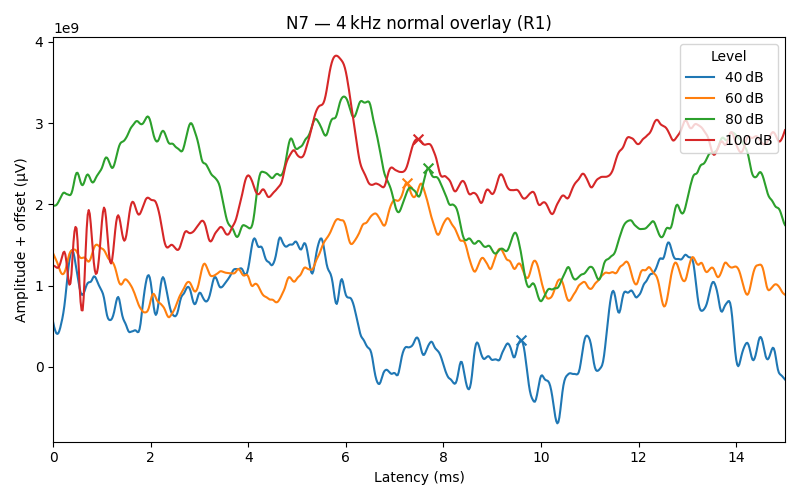 N7 — 4 kHz normal overlay (R1)
1e9
Level
40 dB
60 dB
80 dB
100 dB
Amplitude + offset (µV)
4
3
2
1
0
0 2 4 6 8 10 12 14
Latency (ms)